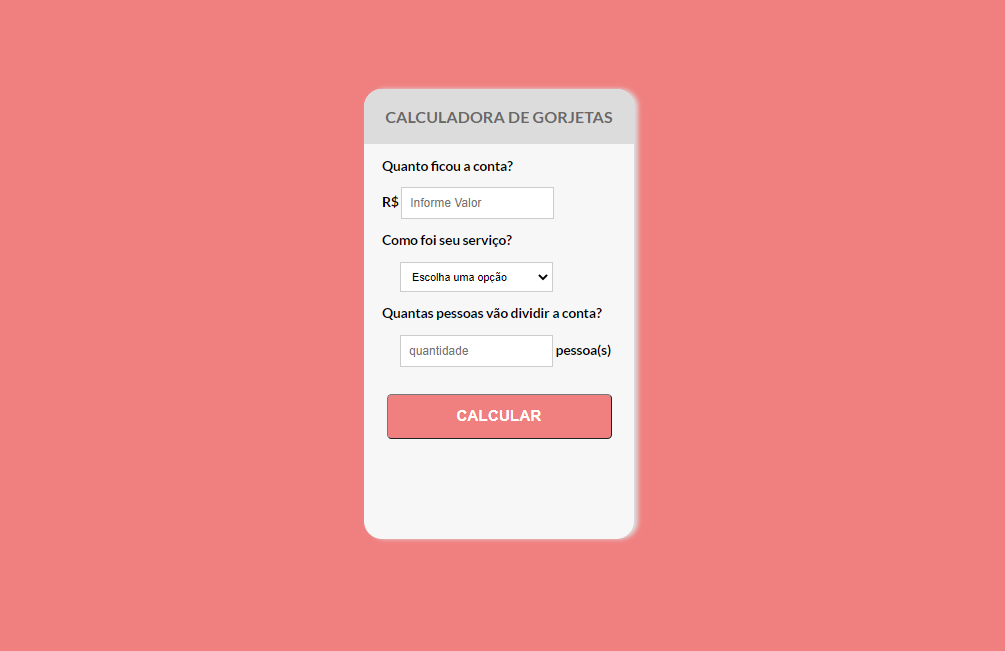 CALCULADORA DE GORJETAS
Quanto ficou a conta?
R$ Informe Valor
Como foi seu serviço?
Escolha uma opção
Quantas pessoas vão dividir a conta?
quantidade pessoa(s)
CALCULAR